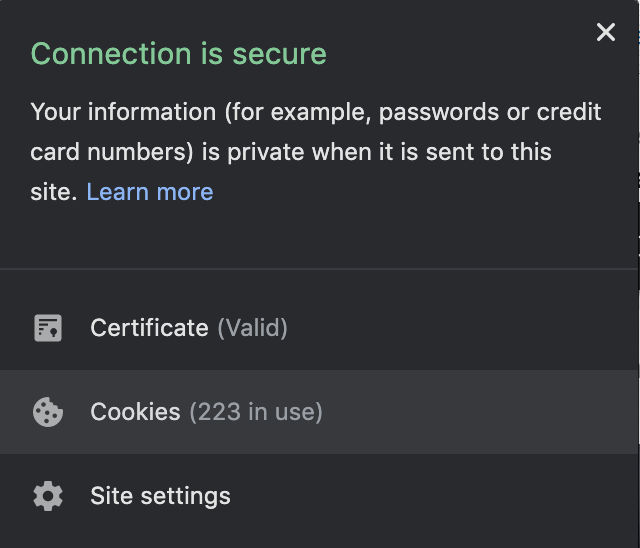 Connection is secure
Your information (for example, passwords or credit
card numbers) is private when it is sent to this
site. Learn more
Certificate (Valid)
Cookies (223 in use)
Site settings